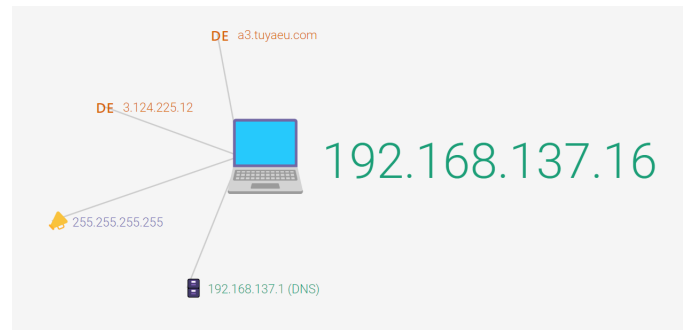 DE a3.tuyaeu.com
DE 3.124.225.12
192.168.137.16
255.255.255.255
192.168.137.1 (DNS)